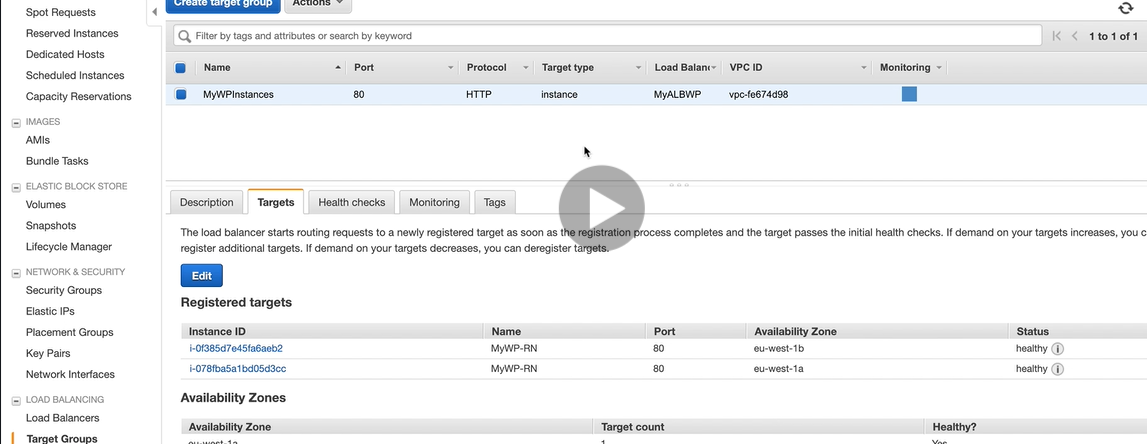 Spot Requests
Reserved Instances
Dedicated Hosts
Scheduled Instances
Capacity Reservations
IMAGES
AMIs
Bundle Tasks
ELASTIC BLOCK STORE
Volumes
Snapshots
Lifecycle Manager
NETWORK & SECURITY
Security Groups
Elastic IPs
Placement Groups
Key Pairs
Network Interfaces
LOAD BALANCING
Load Balancers
Target Groups
Create target group Actions
Filter by tags and attributes or search by keyword 1 to 1 of 1
Name Port Protocol Target type Load Balanc VPC ID Monitoring
MyWPInstances 80 HTTP instance MyALBWP vpc-fe674d98
Description Targets Health checks Monitoring Tags
The load balancer starts routing requests to a newly registered target as soon as the registration process completes and the target passes the initial health checks. If demand on your targets increases, you c
register additional targets. If demand on your targets decreases, you can deregister targets.
Edit
Registered targets
Instance ID Name Port Availability Zone Status
i-0f385d7e45fa6aeb2 MyWP-RN 80 eu-west-1b healthy
i-078fba5a1bd05d3cc MyWP-RN 80 eu-west-1a healthy
Availability Zones
Availability Zone Target count Healthy?
eu-west-1a 1 Yes